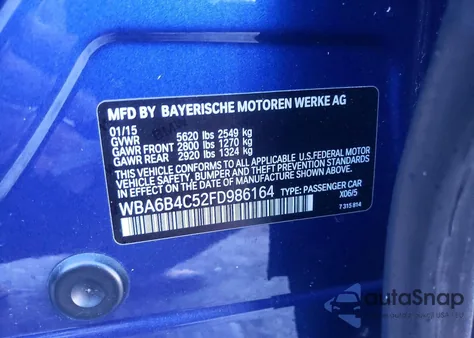 MFD BY BAYERISCHE MOTOREN WERKE AG
01/15
GVWR 5620 lbs 2549 kg
GAWR FRONT 2800 lbs 1270 kg
GAWR REAR 2920 lbs 1324 kg
THIS VEHICLE CONFORMS TO ALL APPLICABLE U.S.FEDERAL MOTOR
VEHICLE SAFETY, BUMPER, AND THEFT PREVENTION STANDARDS
IN EFFECT ON THE DATE OF MANUFACTURE SHOWN ABOVE.
WBA6B4C52FD986164 TYPE: PASSENGER CAR
X06/5
7 315 814
autoSnap